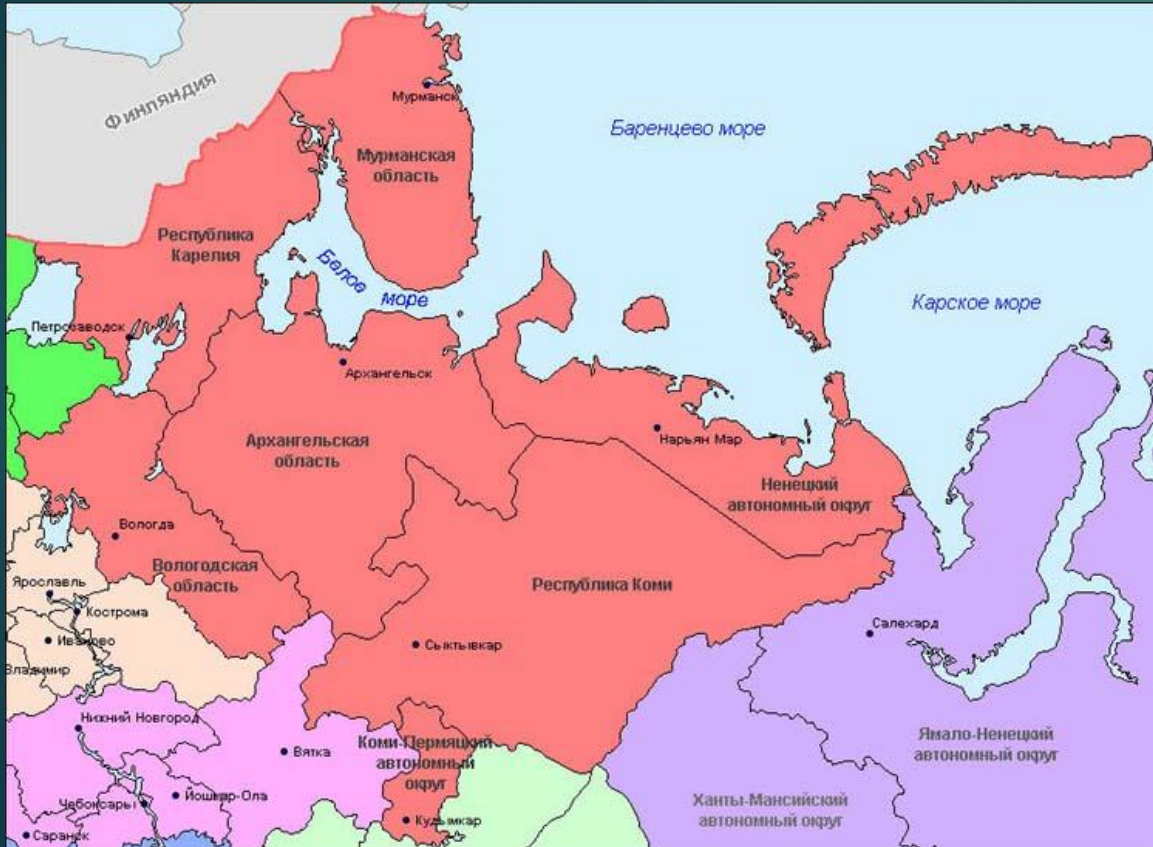 Финляндия
Мурманск
Баренцево море
Мурманская
область
Республика
Карелия
Белое море
Карское море
Петрозаводск
Архангельск
Архангельская
область
Нарьян Мар
Ненецкий
автономный округ
Вологда
Вологодская
область
Ярославль
Кострома
Иваново
Владимир
Республика Коми
Сыктывкар
Салехард
Нижний Новгород
Вятка
Коми-Пермяцкий
автономный
округ
Ямало-Ненецкий
автономный округ
Чебоксары
Йошкар-Ола
Саранск
Кудымкар
Ханты-Мансийский
автономный округ